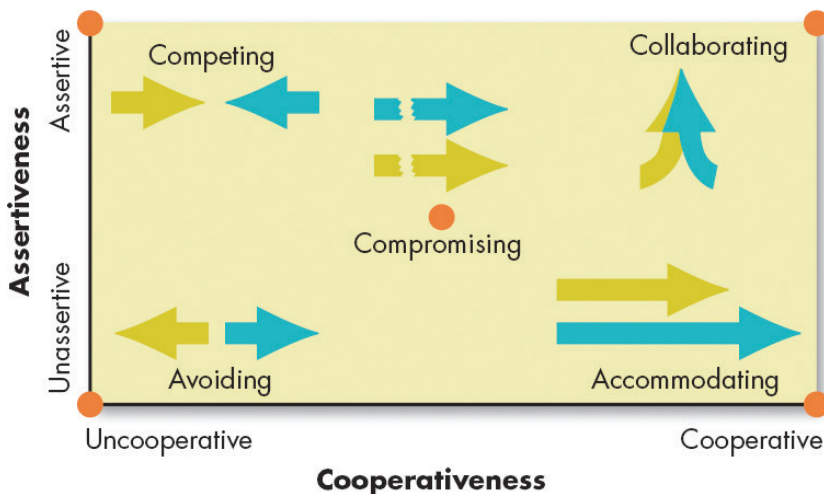 Competing
Collaborating
Assertive
Assertiveness
Compromising
Unassertive
Avoiding
Accommodating
Uncooperative
Cooperative
Cooperativeness